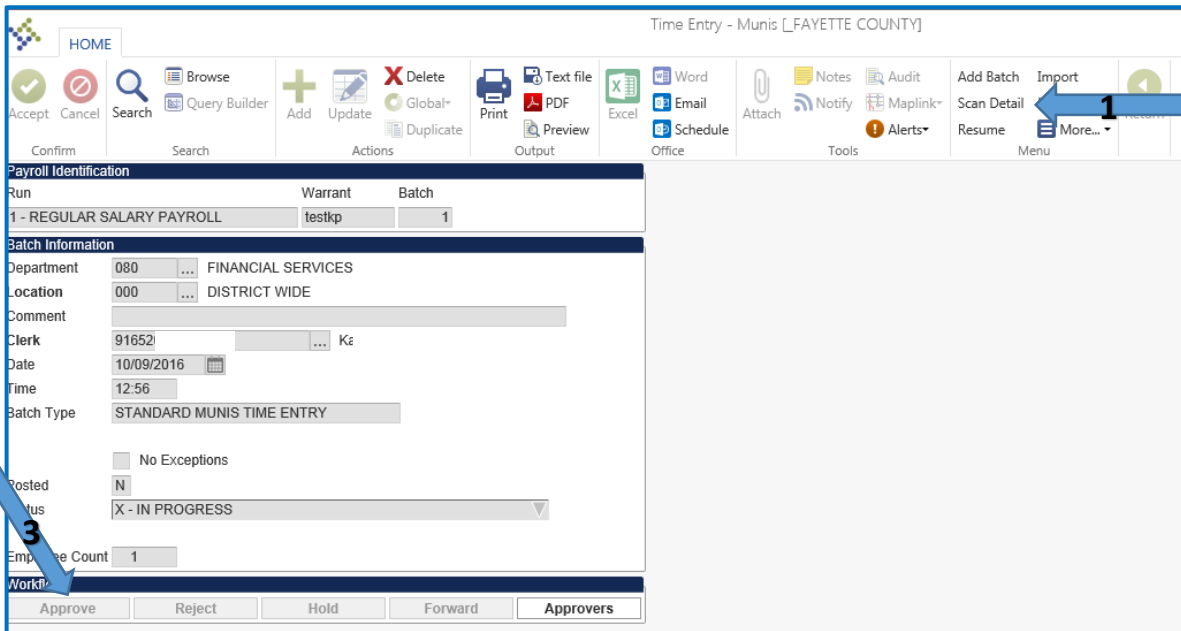 Time Entry - Munis [_FAYETTE COUNTY]
HOME
Accept Cancel Search Browse Query Builder Add Update Delete Global Duplicate Print Text file PDF Preview Excel Word Email Schedule Attach Notes Notify Audit Maplink Alerts Add Batch Scan Detail Resume Import More...
Confirm Search Actions Output Office Tools Menu
1
Payroll Identification
Run Warrant Batch
1 - REGULAR SALARY PAYROLL testkp 1
Batch Information
Department 080 ... FINANCIAL SERVICES
Location 000 ... DISTRICT WIDE
Comment
Clerk 91652 ... Ka
Date 10/09/2016
Time 12:56
Batch Type STANDARD MUNIS TIME ENTRY
No Exceptions
Posted N
X - IN PROGRESS
3
Count 1
Approve Reject Hold Forward Approvers